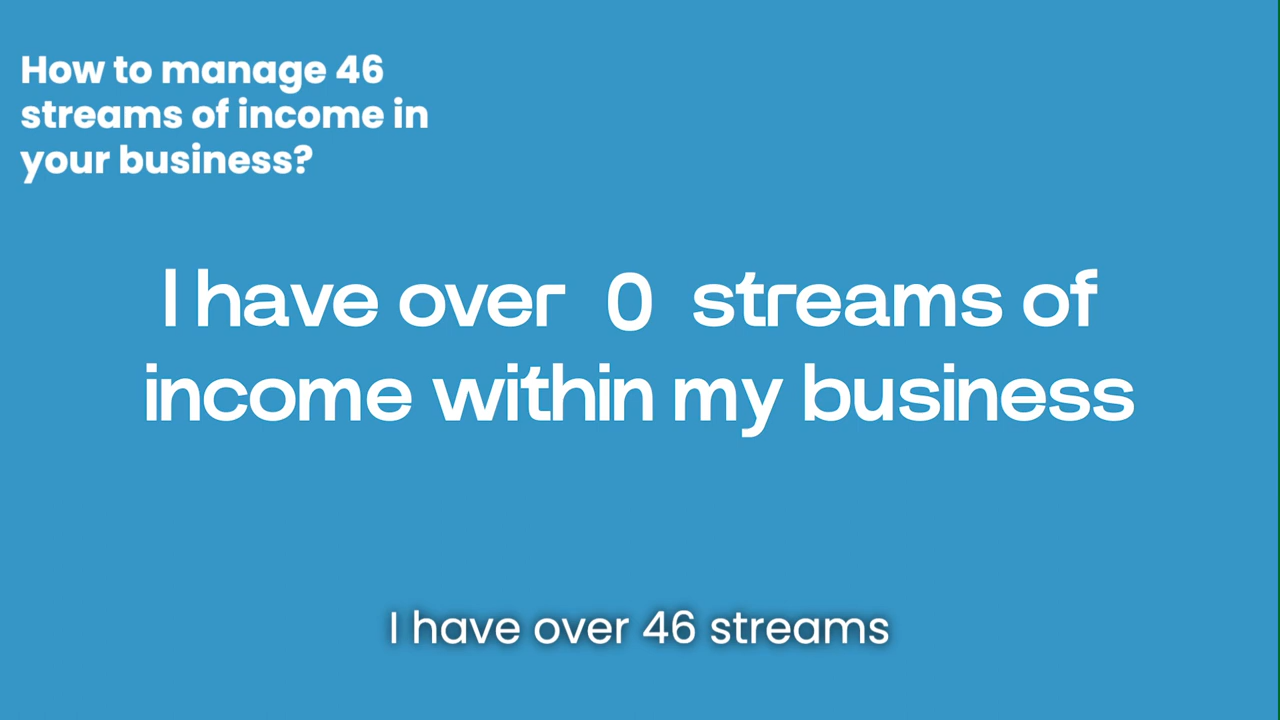 How to manage 46
streams of income in
your business?
I have over 0 streams of
income within my business
I have over 46 streams